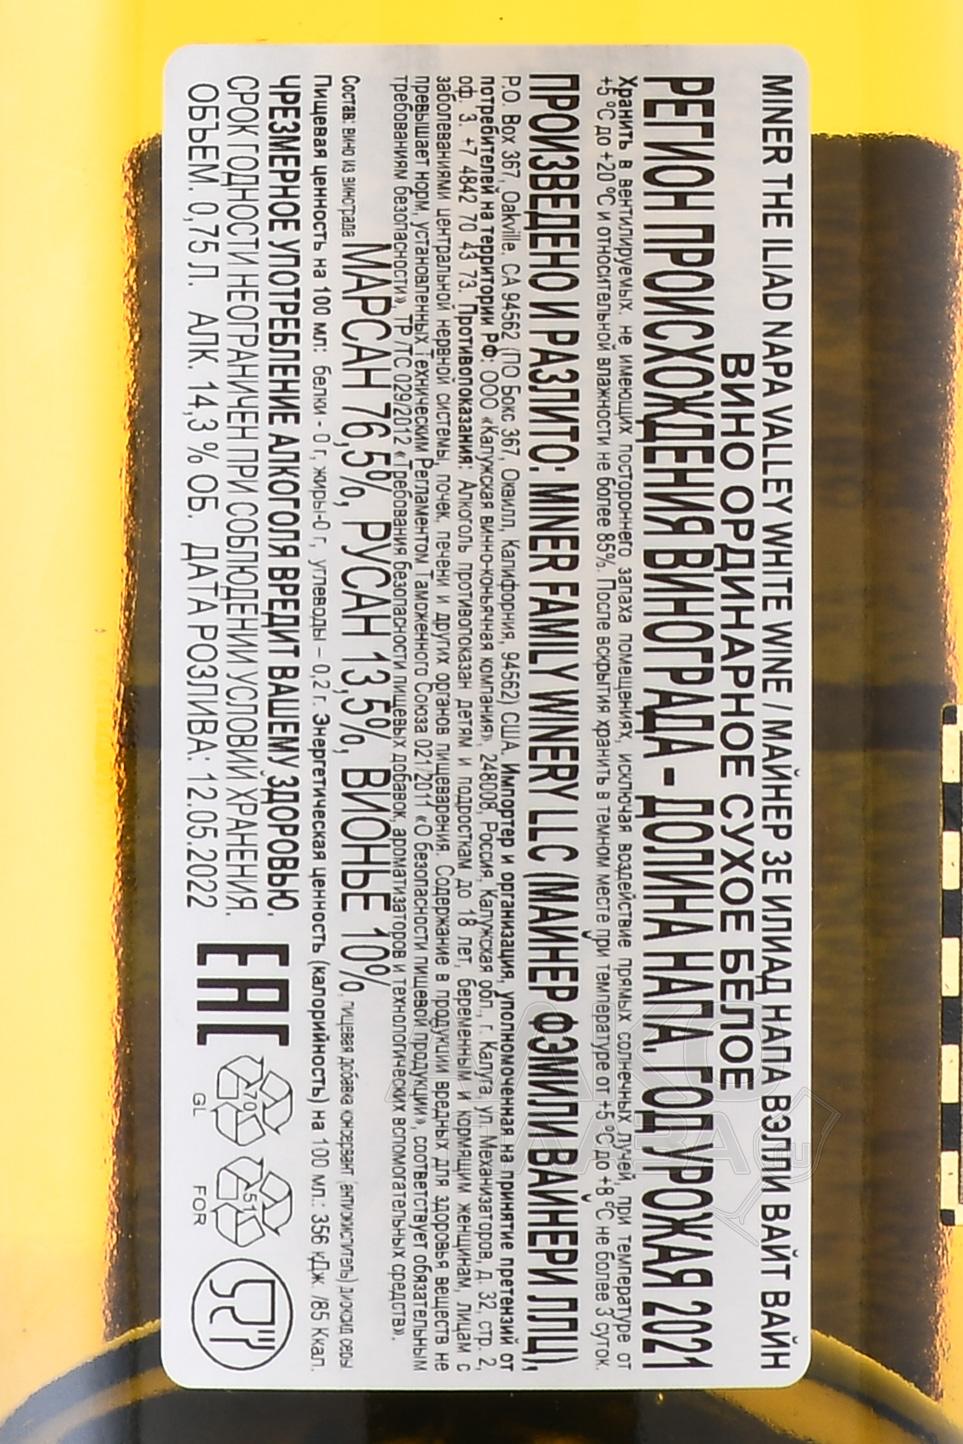 MINER THE ILIAD NAPA VALLEY WHITE WINE / МАЙНЕР ЗЕ ИЛИАД НАПА ВЭЛЛИ ВАЙТ ВАЙН
ВИНО ОРДИНАРНОЕ СУХОЕ БЕЛОЕ
РЕГИОН ПРОИСХОЖДЕНИЯ ВИНОГРАДА - ДОЛИНА НАПА. ГОД УРОЖАЯ 2021
Хранить в вентилируемых, не имеющих постороннего запаха помещениях, исключая воздействие прямых солнечных лучей, при температуре от
+5 °С до +20 °С и относительной влажности не более 85%. После вскрытия хранить в темном месте при температуре от +5 °С до +8 °С не более 3 суток.
ПРОИЗВЕДЕНО И РАЗЛИТО: MINER FAMILY WINERY LLC (МАЙНЕР ФЭМИЛИ ВАЙНЕРИ ЛЛЦ),
P.O. Box 367, Oakville, CA 94562 (ПО Бокс 367, Оквилл, Калифорния, 94562) США. Импортер и организация, уполномоченная на принятие претензий от
потребителей на территории РФ: ООО «Калужская винно-коньячная компания», 248008, Россия, Калужская обл., г. Калуга, ул. Механизаторов, д. 32, стр. 2,
оф. 3. +7 4842 70 43 73. Противопоказания: Алкоголь противопоказан детям и подросткам до 18 лет, беременным и кормящим женщинам, лицам с
заболеваниями центральной нервной системы, почек, печени и других органов пищеварения. Содержание в продукции вредных для здоровья веществ не
превышает норм, установленных Техническим Регламентом Таможенного Союза 021/2011 «О безопасности пищевой продукции», соответствует обязательным
требованиям безопасности», ТР/ТС 029/2012 «Требования безопасности пищевых добавок, ароматизаторов и технологических вспомогательных средств».
Состав: вино из винограда МАРСАН 76,5%, РУСАН 13,5%, ВИОНЬЕ 10%, пищевая добавка консервант (антиокислитель) диоксид серы
Пищевая ценность на 100 мл: белки - 0 г, жиры-0 г, углеводы – 0,2 г. Энергетическая ценность (калорийность) на 100 мл.: 356 кДж. /85 Ккал.
ЧРЕЗМЕРНОЕ УПОТРЕБЛЕНИЕ АЛКОГОЛЯ ВРЕДИТ ВАШЕМУ ЗДОРОВЬЮ.
СРОК ГОДНОСТИ НЕОГРАНИЧЕН ПРИ СОБЛЮДЕНИИ УСЛОВИЙ ХРАНЕНИЯ.
ОБЪЕМ. 0,75 Л. АЛК. 14,3 % ОБ. ДАТА РОЗЛИВА: 12.05.2022
EAC
70
GL
51
FOR